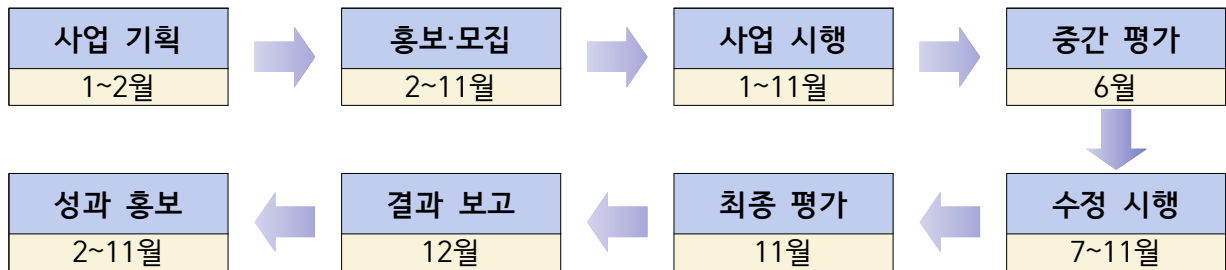 사업 기획
1~2월
홍보·모집
2~11월
사업 시행
1~11월
중간 평가
6월
수정 시행
7~11월
최종 평가
11월
결과 보고
12월
성과 홍보
2~11월